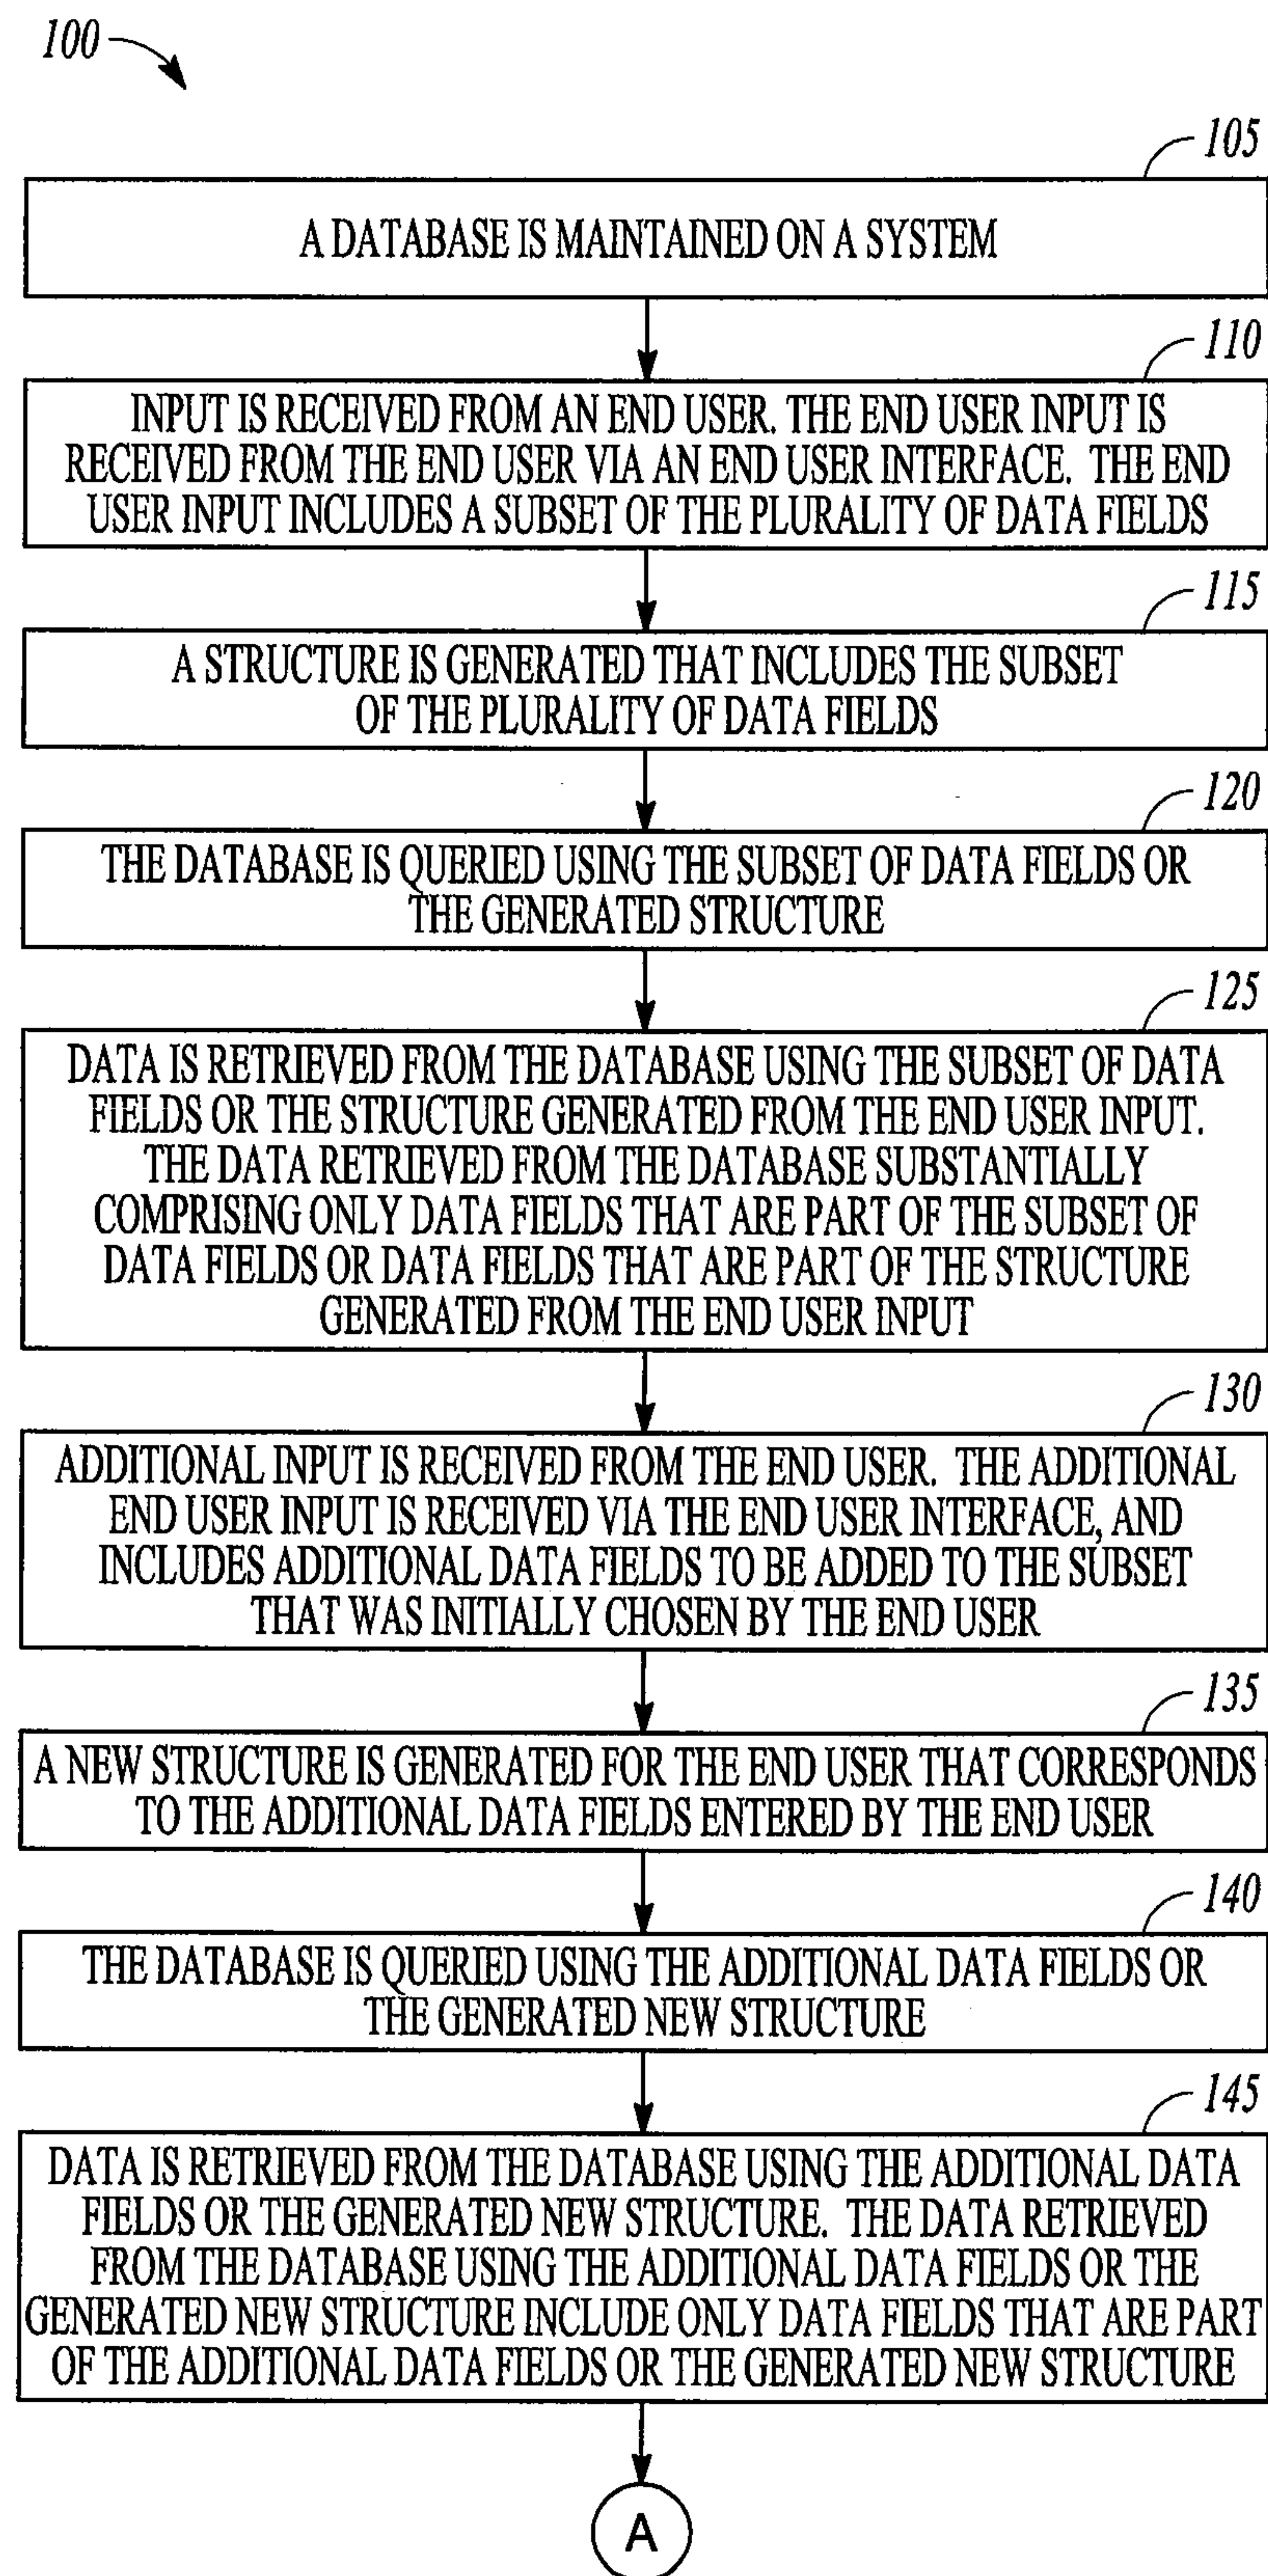 100
105
A DATABASE IS MAINTAINED ON A SYSTEM
110
INPUT IS RECEIVED FROM AN END USER. THE END USER INPUT IS
RECEIVED FROM THE END USER VIA AN END USER INTERFACE. THE END
USER INPUT INCLUDES A SUBSET OF THE PLURALITY OF DATA FIELDS
115
A STRUCTURE IS GENERATED THAT INCLUDES THE SUBSET
OF THE PLURALITY OF DATA FIELDS
120
THE DATABASE IS QUERIED USING THE SUBSET OF DATA FIELDS OR
THE GENERATED STRUCTURE
125
DATA IS RETRIEVED FROM THE DATABASE USING THE SUBSET OF DATA
FIELDS OR THE STRUCTURE GENERATED FROM THE END USER INPUT.
THE DATA RETRIEVED FROM THE DATABASE SUBSTANTIALLY
COMPRISING ONLY DATA FIELDS THAT ARE PART OF THE SUBSET OF
DATA FIELDS OR DATA FIELDS THAT ARE PART OF THE STRUCTURE
GENERATED FROM THE END USER INPUT
130
ADDITIONAL INPUT IS RECEIVED FROM THE END USER. THE ADDITIONAL
END USER INPUT IS RECEIVED VIA THE END USER INTERFACE, AND
INCLUDES ADDITIONAL DATA FIELDS TO BE ADDED TO THE SUBSET
THAT WAS INITIALLY CHOSEN BY THE END USER
135
A NEW STRUCTURE IS GENERATED FOR THE END USER THAT CORRESPONDS
TO THE ADDITIONAL DATA FIELDS ENTERED BY THE END USER
140
THE DATABASE IS QUERIED USING THE ADDITIONAL DATA FIELDS OR
THE GENERATED NEW STRUCTURE
145
DATA IS RETRIEVED FROM THE DATABASE USING THE ADDITIONAL DATA
FIELDS OR THE GENERATED NEW STRUCTURE. THE DATA RETRIEVED
FROM THE DATABASE USING THE ADDITIONAL DATA FIELDS OR THE
GENERATED NEW STRUCTURE INCLUDE ONLY DATA FIELDS THAT ARE PART
OF THE ADDITIONAL DATA FIELDS OR THE GENERATED NEW STRUCTURE
A